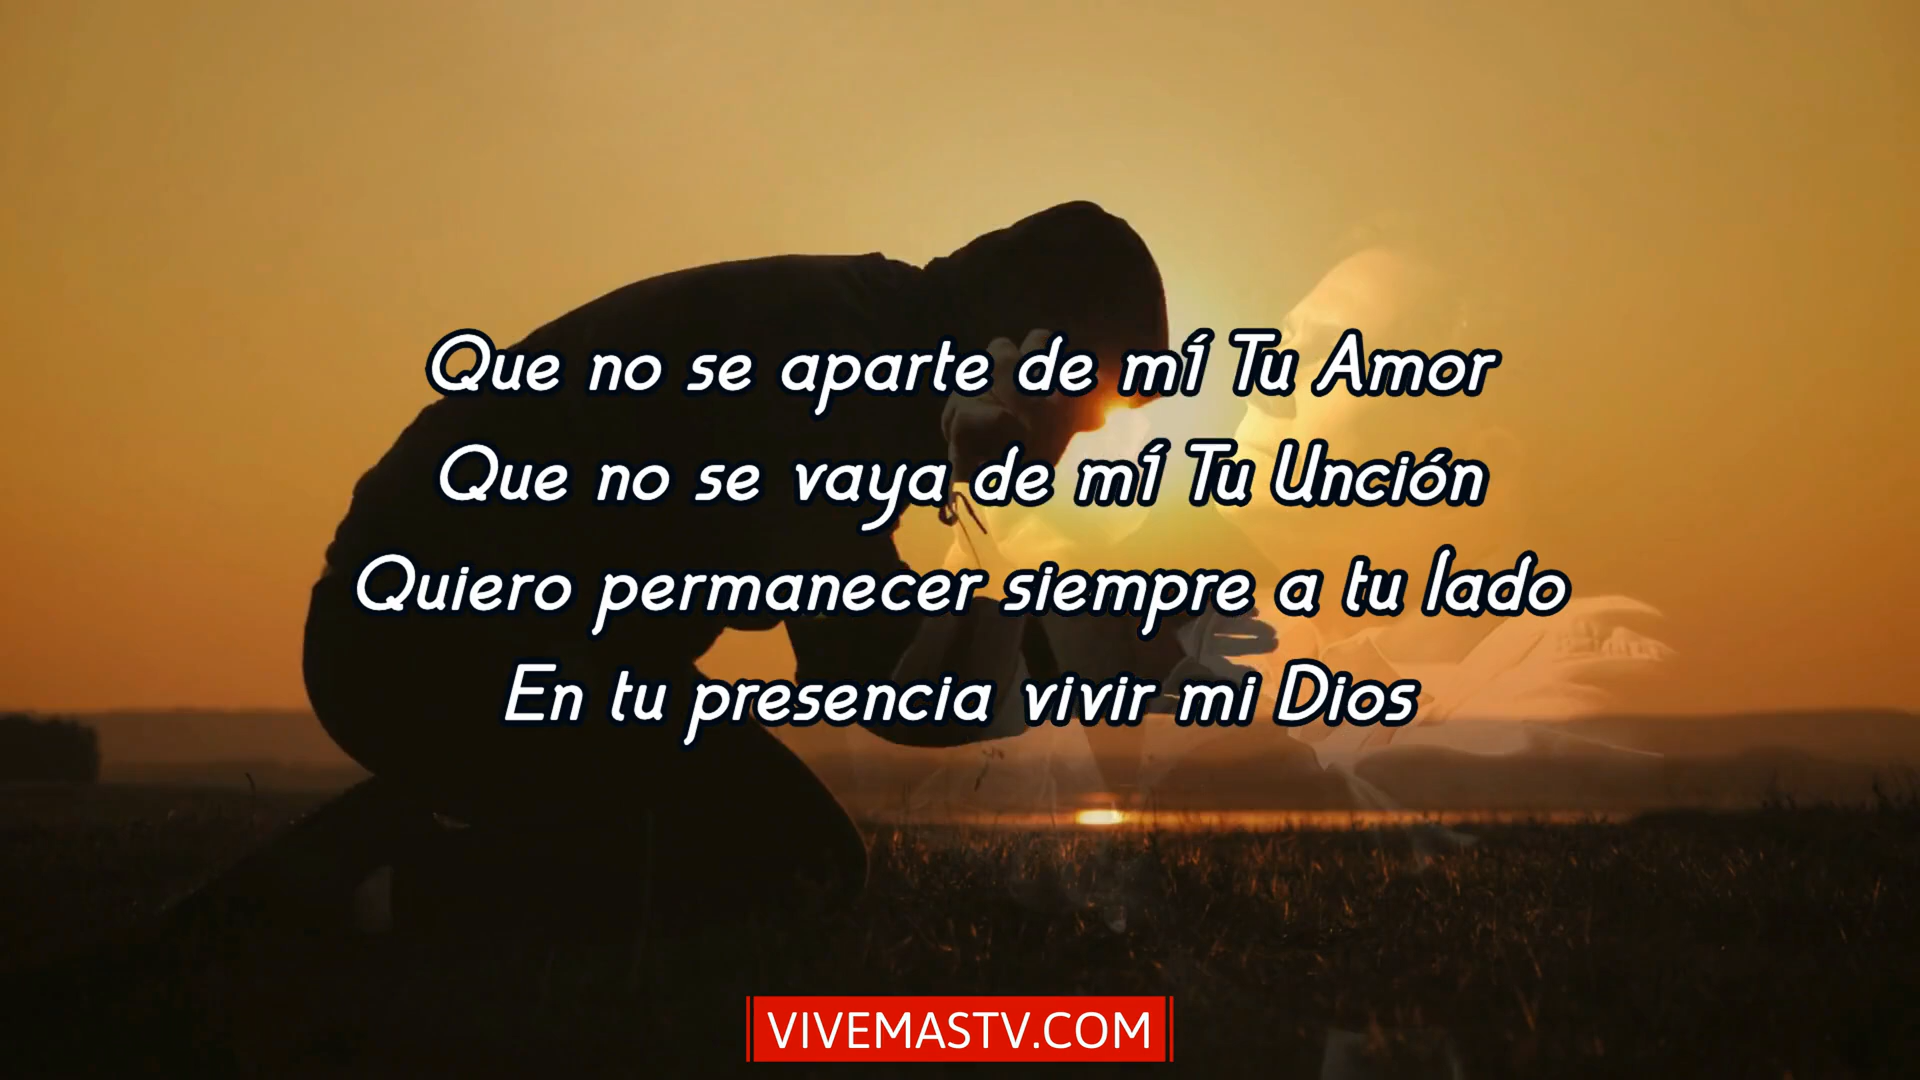 Que no se aparte de mí Tu Amor
Que no se vaya de mí Tu Unción
Quiero permanecer siempre a tu lado
En tu presencia vivir mi Dios
VIVEMASTV.COM